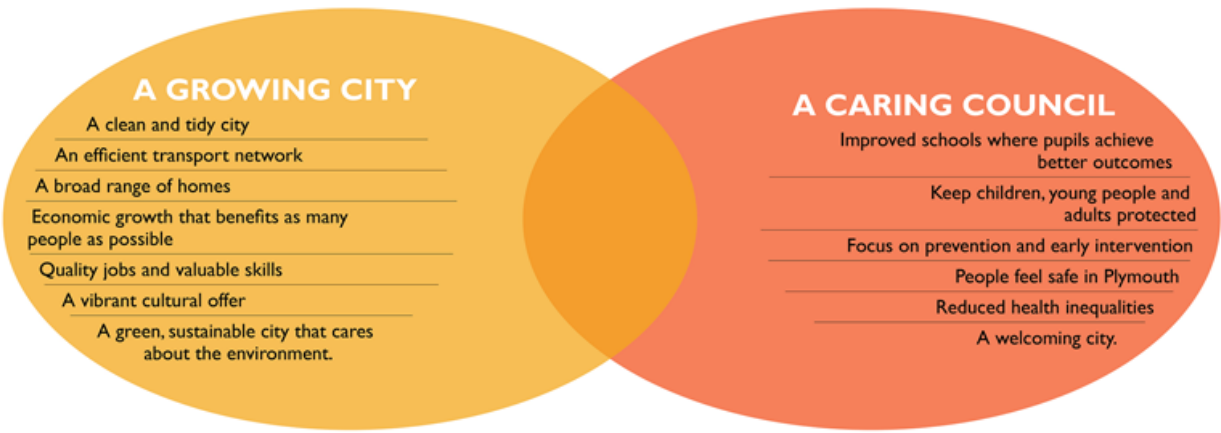 A GROWING CITY
A clean and tidy city
An efficient transport network
A broad range of homes
Economic growth that benefits as many
people as possible
Quality jobs and valuable skills
A vibrant cultural offer
A green, sustainable city that cares
about the environment.
A CARING COUNCIL
Improved schools where pupils achieve
better outcomes
Keep children, young people and
adults protected
Focus on prevention and early intervention
People feel safe in Plymouth
Reduced health inequalities
A welcoming city.